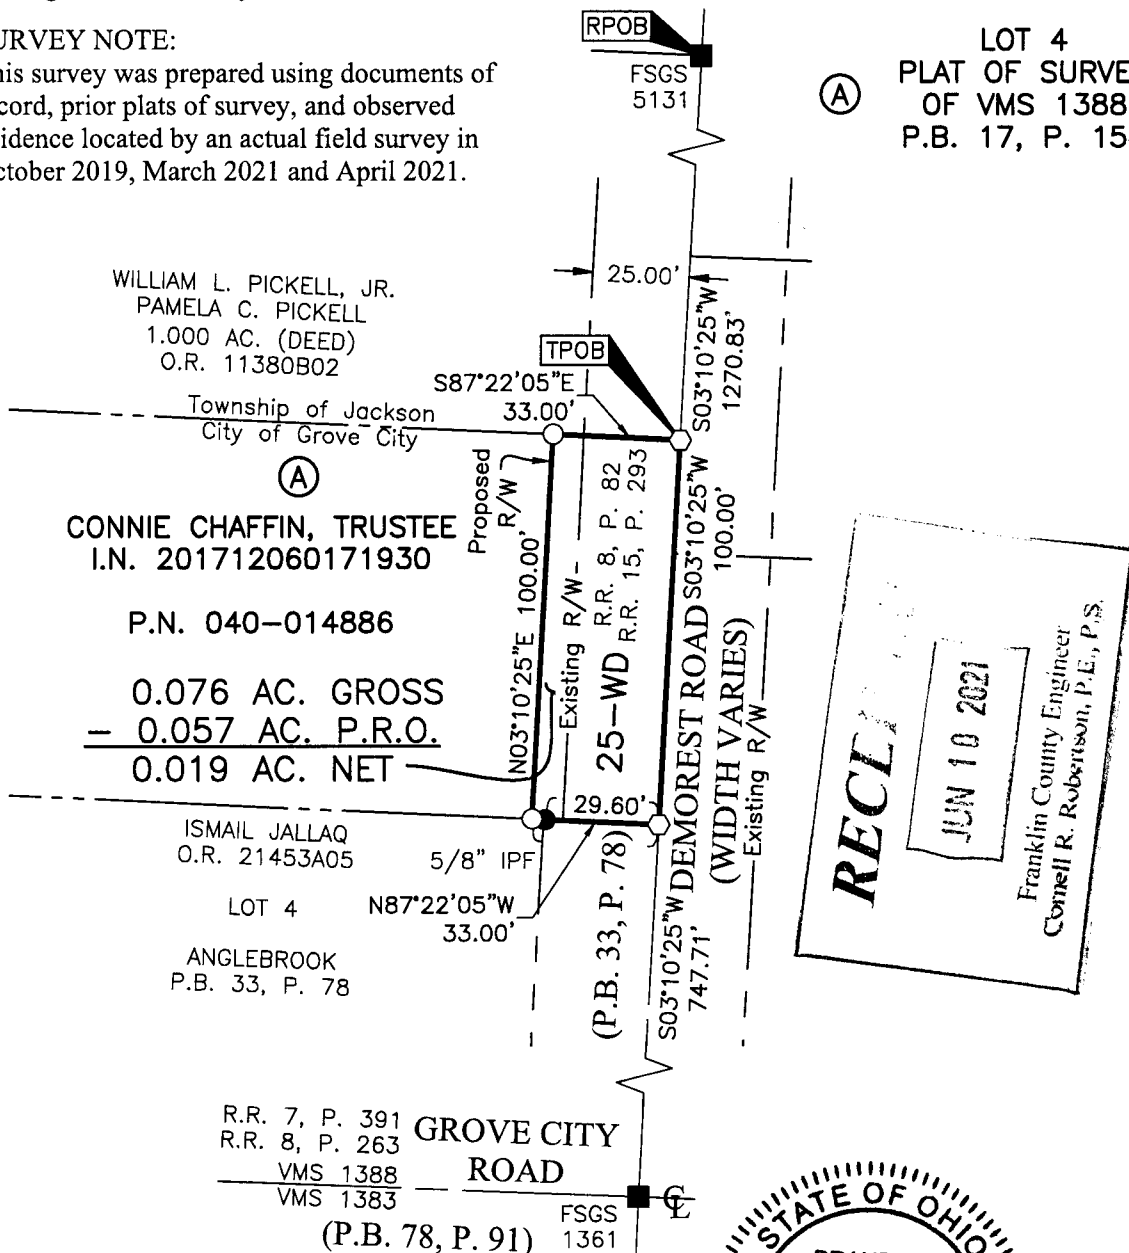 URVEY NOTE:
his survey was prepared using documents of
cord, prior plats of survey, and observed
idence located by an actual field survey in
ctober 2019, March 2021 and April 2021.
RPOB
FSGS
5131
A
LOT 4
PLAT OF SURVE
OF VMS 1388
P.B. 17, P. 15
WILLIAM L. PICKELL, JR.
PAMELA C. PICKELL
1.000 AC. (DEED)
O.R. 11380B02
25.00'
TPOB
S87°22'05"E
33.00'
S03°10'25"W
1270.83'
Township of Jackson
City of Grove City
A
CONNIE CHAFFIN, TRUSTEE
I.N. 201712060171930
P.N. 040-014886
0.076 AC. GROSS
- 0.057 AC. P.R.O.
0.019 AC. NET
Proposed
R/W
N03°10'25"E 100.00'
Existing R/W
25-WD
R.R. 8, P. 82
R.R. 15, P. 293
S03°10'25"W
100.00'
DEMOREST ROAD
(WIDTH VARIES)
Existing R/W
29.60'
5/8" IPF
N87°22'05"W
33.00'
ISMAIL JALLAQ
O.R. 21453A05
LOT 4
ANGLEBROOK
P.B. 33, P. 78
(P.B. 33, P. 78)
S03°10'25"W
747.71'
JUN 10 2021
Franklin County Engineer
Cornell R. Robertson, P.E., P.S.
R.R. 7, P. 391
R.R. 8, P. 263
VMS 1388
VMS 1383
GROVE CITY
ROAD
(P.B. 78, P. 91)
FSGS
1361
CL
STATE OF OHIO